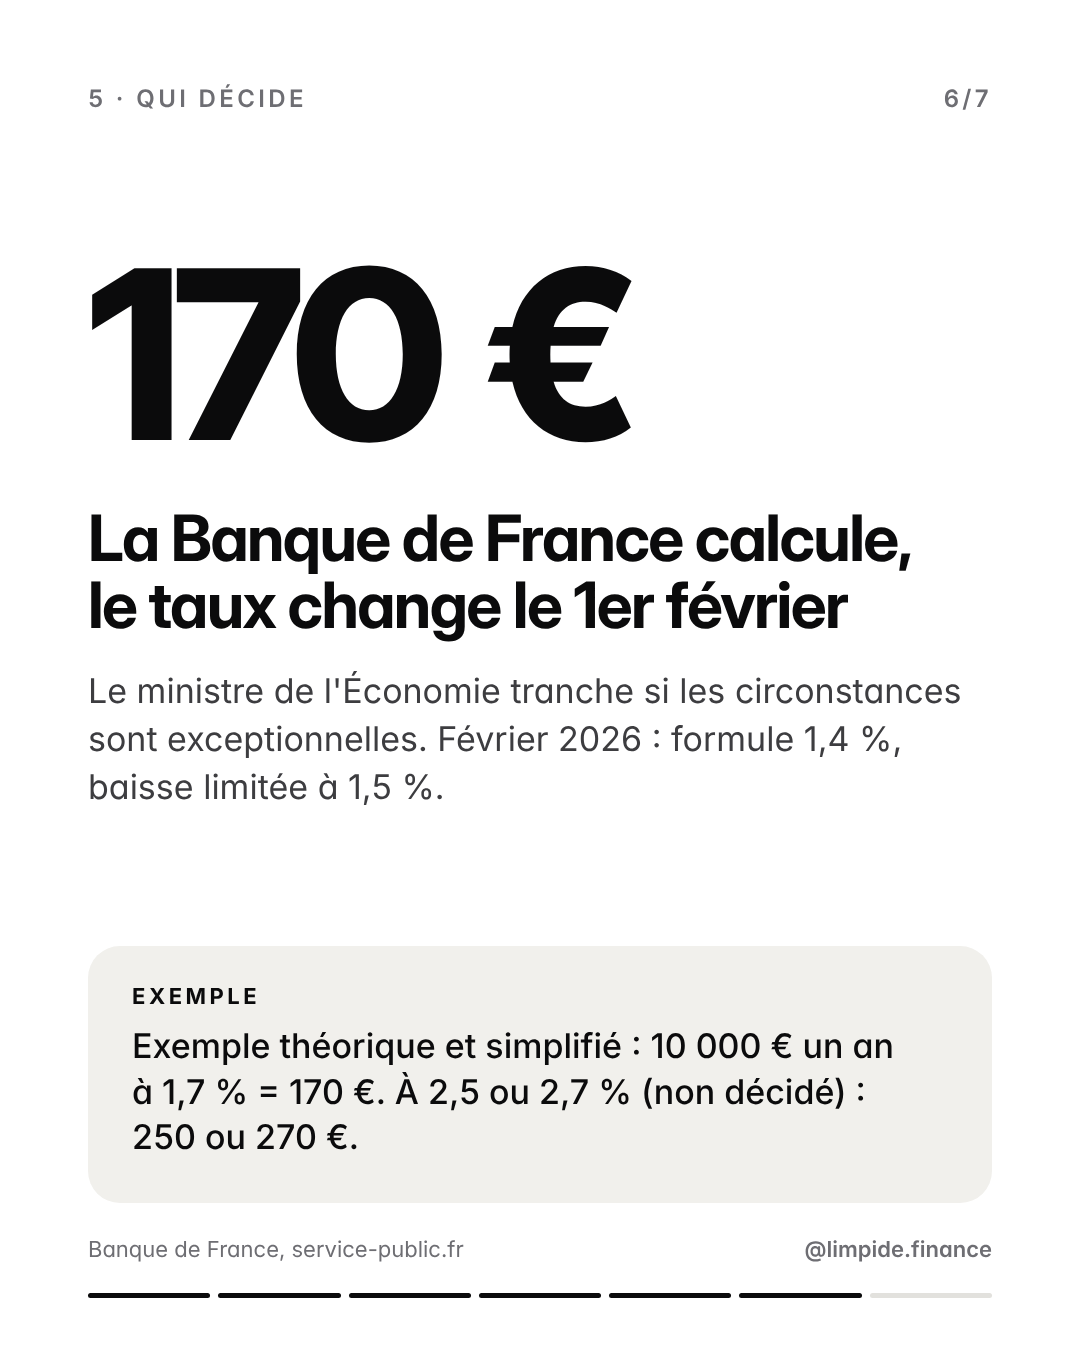 5 · QUI DÉCIDE
6/7
170 €
La Banque de France calcule,
le taux change le 1er février
Le ministre de l'Économie tranche si les circonstances
sont exceptionnelles. Février 2026 : formule 1,4 %,
baisse limitée à 1,5 %.
EXEMPLE
Exemple théorique et simplifié : 10 000 € un an
à 1,7 % = 170 €. À 2,5 ou 2,7 % (non décidé) :
250 ou 270 €.
Banque de France, service-public.fr
@limpide.finance